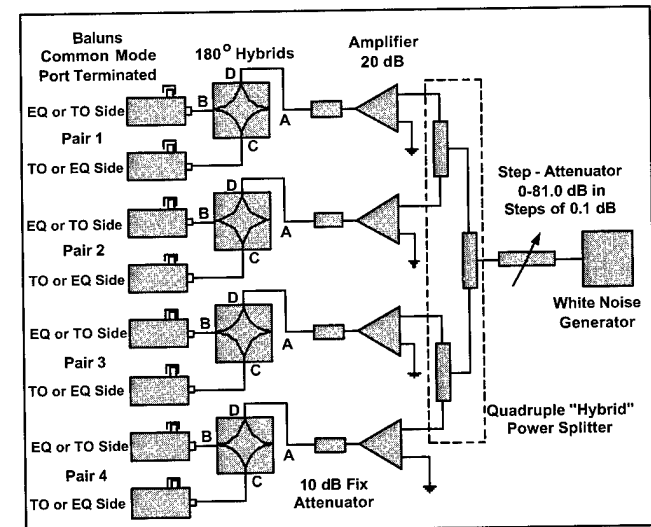 Baluns
Common Mode
Port Terminated
180° Hybrids
Amplifier
20 dB
D
EQ or TO Side
B
A
Pair 1
C
TO or EQ Side
Step - Attenuator
0-81.0 dB in
Steps of 0.1 dB
D
EQ or TO Side
B
A
Pair 2
C
TO or EQ Side
White Noise
Generator
D
EQ or TO Side
B
A
Pair 3
C
TO or EQ Side
Quadruple "Hybrid"
Power Splitter
D
EQ or TO Side
B
A
Pair 4
C
TO or EQ Side
10 dB Fix
Attenuator